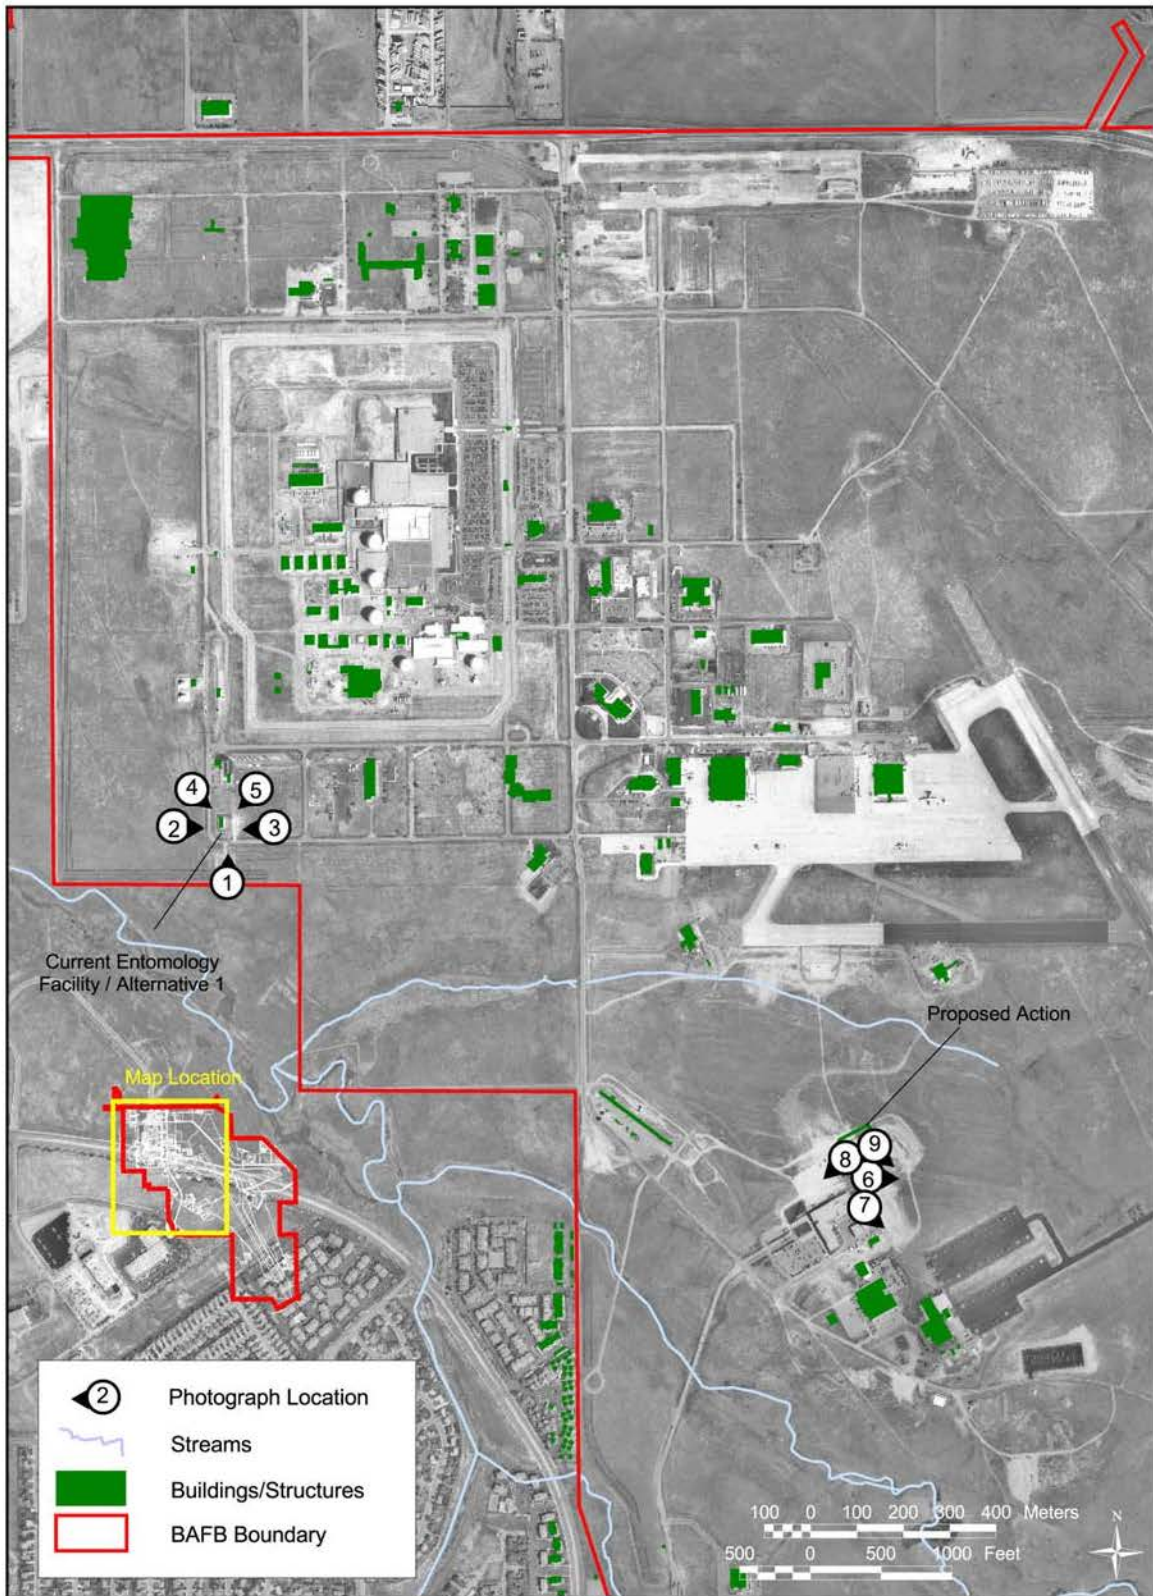 4
5
2
3
1
Current Entomology
Facility / Alternative 1
Proposed Action
Map Location
9
8
6
7
2
Photograph Location
Streams
Buildings/Structures
BAFB Boundary
100 0 100 200 300 400 Meters
500 0 500 1000 Feet
N